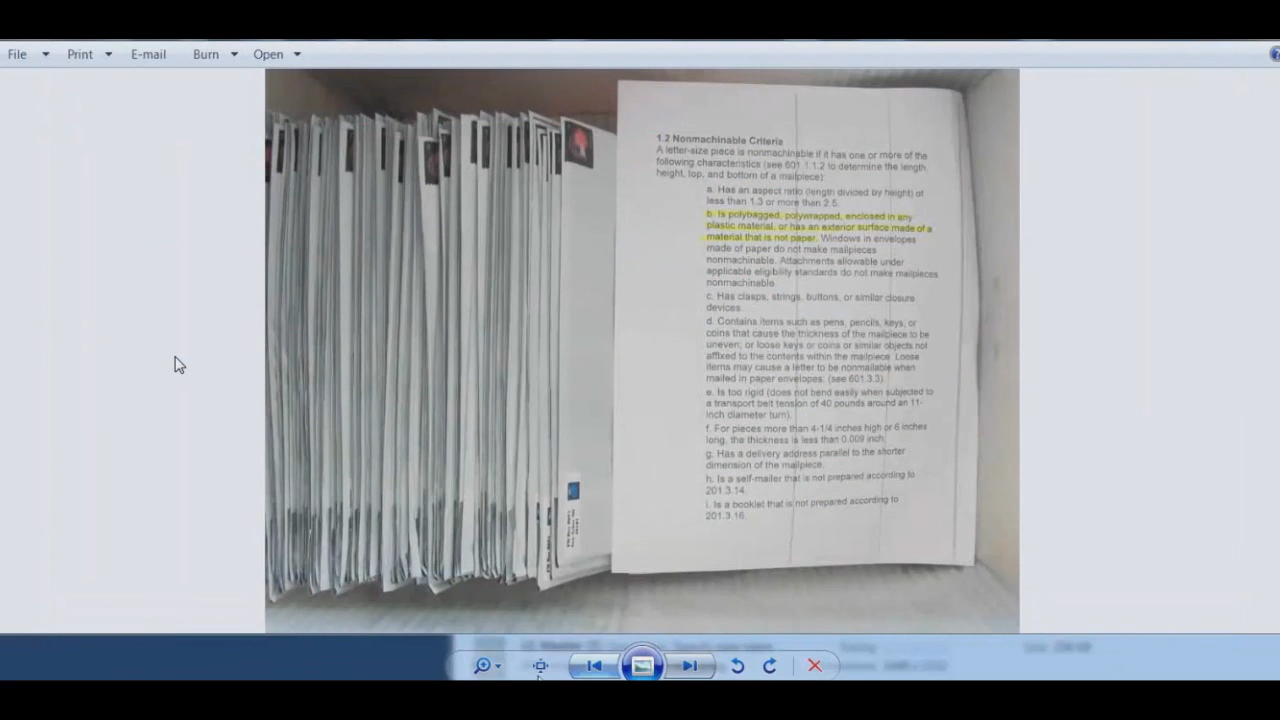 File
Print
E-mail
Burn
Open
1.2 Nonmachinable Criteria
A letter-size piece is nonmachinable if it has one or more of the
following characteristics (see 601.1.1.2 to determine the length,
height, top, and bottom of a mailpiece):
a. Has an aspect ratio (length divided by height) of
less than 1.3 or more than 2.5.
b. Is polybagged, polywrapped, enclosed in any
plastic material, or has an exterior surface made of a
material that is not paper. Windows in envelopes
made of paper do not make mailpieces
nonmachinable. Attachments allowable under
applicable eligibility standards do not make mailpieces
nonmachinable.
c. Has clasps, strings, buttons, or similar closure
devices.
d. Contains items such as pens, pencils, keys, or
coins that cause the thickness of the mailpiece to be
uneven; or loose keys or coins or similar objects not
affixed to the contents within the mailpiece. Loose
items may cause a letter to be nonmailable when
mailed in paper envelopes; (see 601.3.3)
e. Is too rigid (does not bend easily when subjected to
a transport belt tension of 40 pounds around an 11-
inch diameter turn).
f. For pieces more than 4-1/4 inches high or 6 inches
long, the thickness is less than 0.009 inch.
g. Has a delivery address parallel to the shorter
dimension of the mailpiece.
h. Is a self-mailer that is not prepared according to
201.3.14.
i. Is a booklet that is not prepared according to
201.3.16.